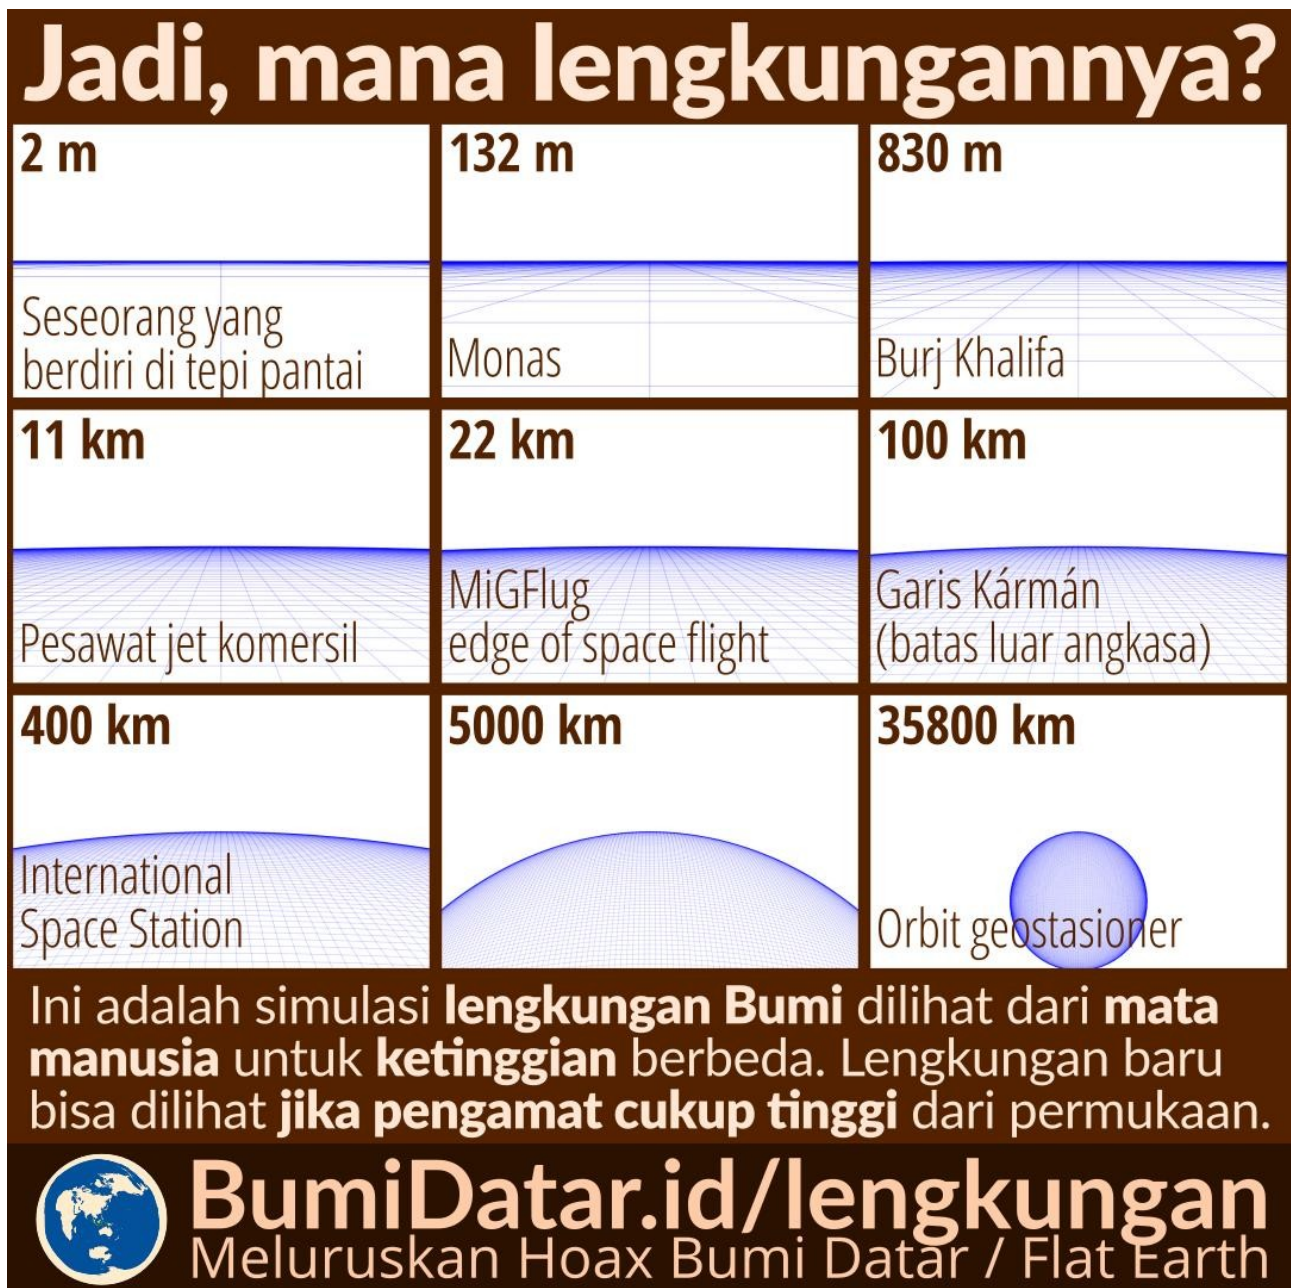 Jadi, mana lengkungannya?
2 m
Seseorang yang
berdiri di tepi pantai
132 m
Monas
830 m
Burj Khalifa
11 km
Pesawat jet komersil
22 km
MiGFlug
edge of space flight
100 km
Garis Kármán
(batas luar angkasa)
400 km
International
Space Station
5000 km
35800 km
Orbit geostasioner
Ini adalah simulasi lengkungan Bumi dilihat dari mata
manusia untuk ketinggian berbeda. Lengkungan baru
bisa dilihat jika pengamat cukup tinggi dari permukaan.
BumiDatar.id/lengkungan
Meluruskan Hoax Bumi Datar / Flat Earth